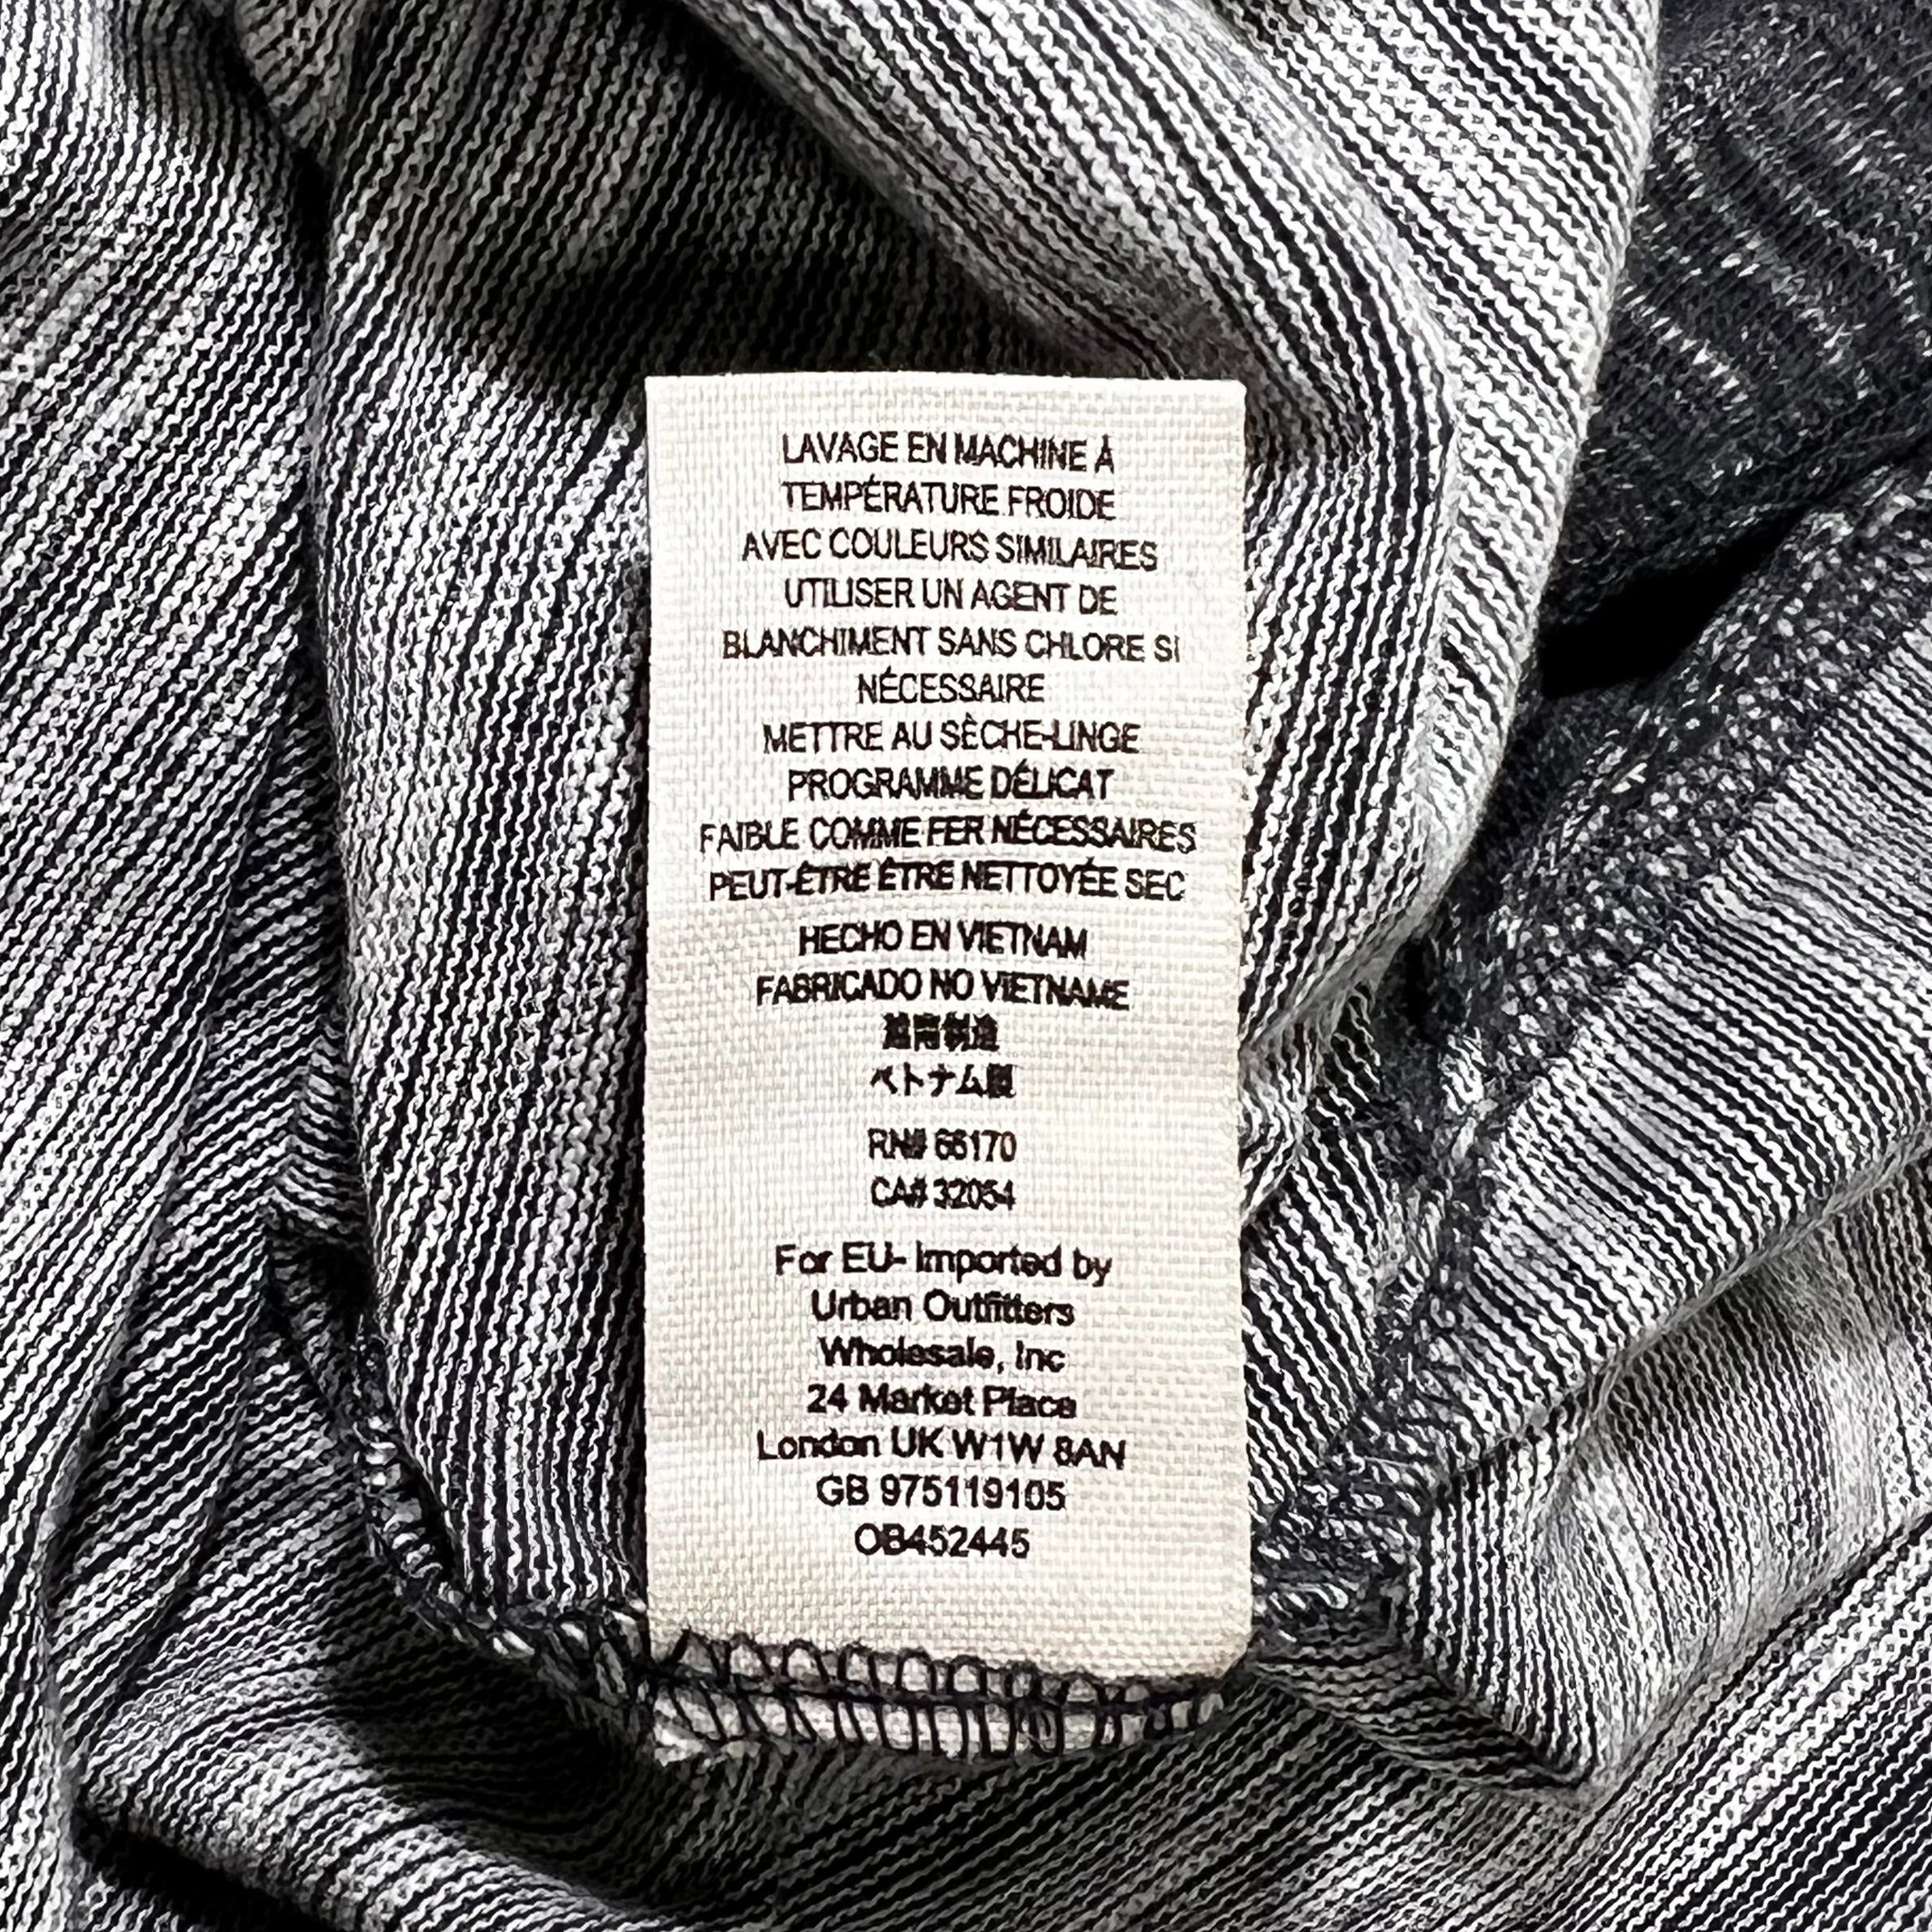 LAVAGE EN MACHINE À
TEMPÉRATURE FROIDE
AVEC COULEURS SIMILAIRES
UTILISER UN AGENT DE
BLANCHIMENT SANS CHLORE SI
NÉCESSAIRE
METTRE AU SÈCHE-LINGE
PROGRAMME DÉLICAT
FAIBLE COMME FER NÉCESSAIRES
PEUT-ÊTRE ÊTRE NETTOYÉE SEC
HECHO EN VIETNAM
FABRICADO NO VIETNAME
越南制造
ベトナム製
RN# 66170
CA# 32054
For EU- Imported by
Urban Outfitters
Wholesale, Inc
24 Market Place
London UK W1W 8AN
GB 975119105
OB452445